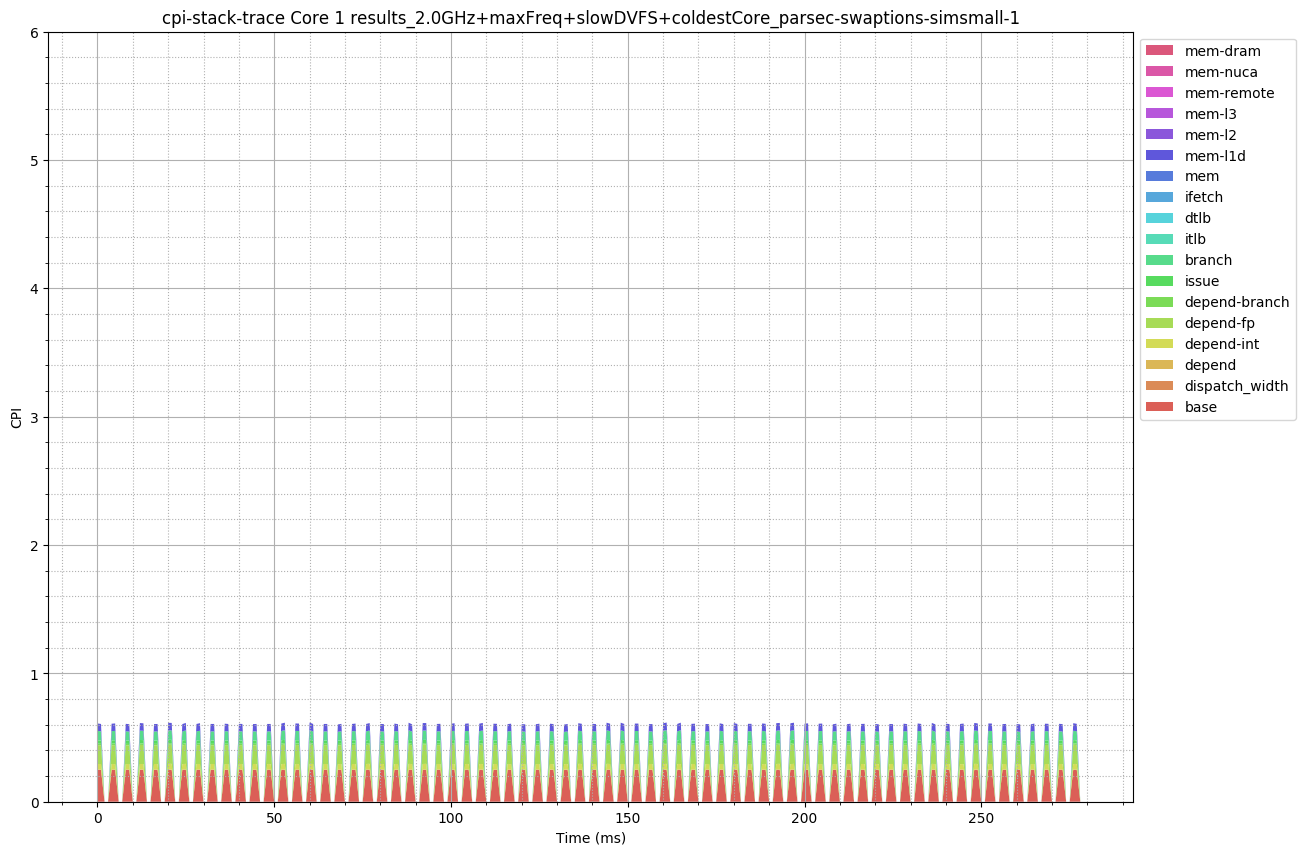 cpi-stack-trace Core 1 results_2.0GHz+maxFreq+slowDVFS+coldestCore_parsec-swaptions-simsmall-1
6
5
4
3
2
1
0
CPI
0 50 100 150 200 250
Time (ms)
mem-dram
mem-nuca
mem-remote
mem-l3
mem-l2
mem-l1d
mem
ifetch
dtlb
itlb
branch
issue
depend-branch
depend-fp
depend-int
depend
dispatch_width
base